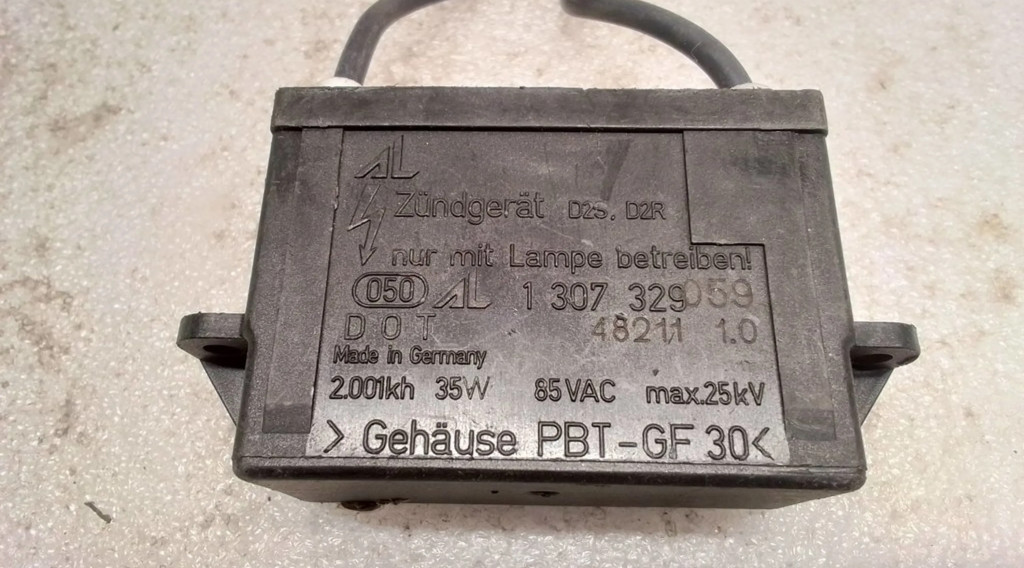 AL
Zündgerät D2S, D2R
nur mit Lampe betreiben!
050 AL 1 307 329 059
DOT 48211 1.0
Made in Germany
2.001kh 35W 85VAC max.25kV
>Gehäuse PBT-GF 30<